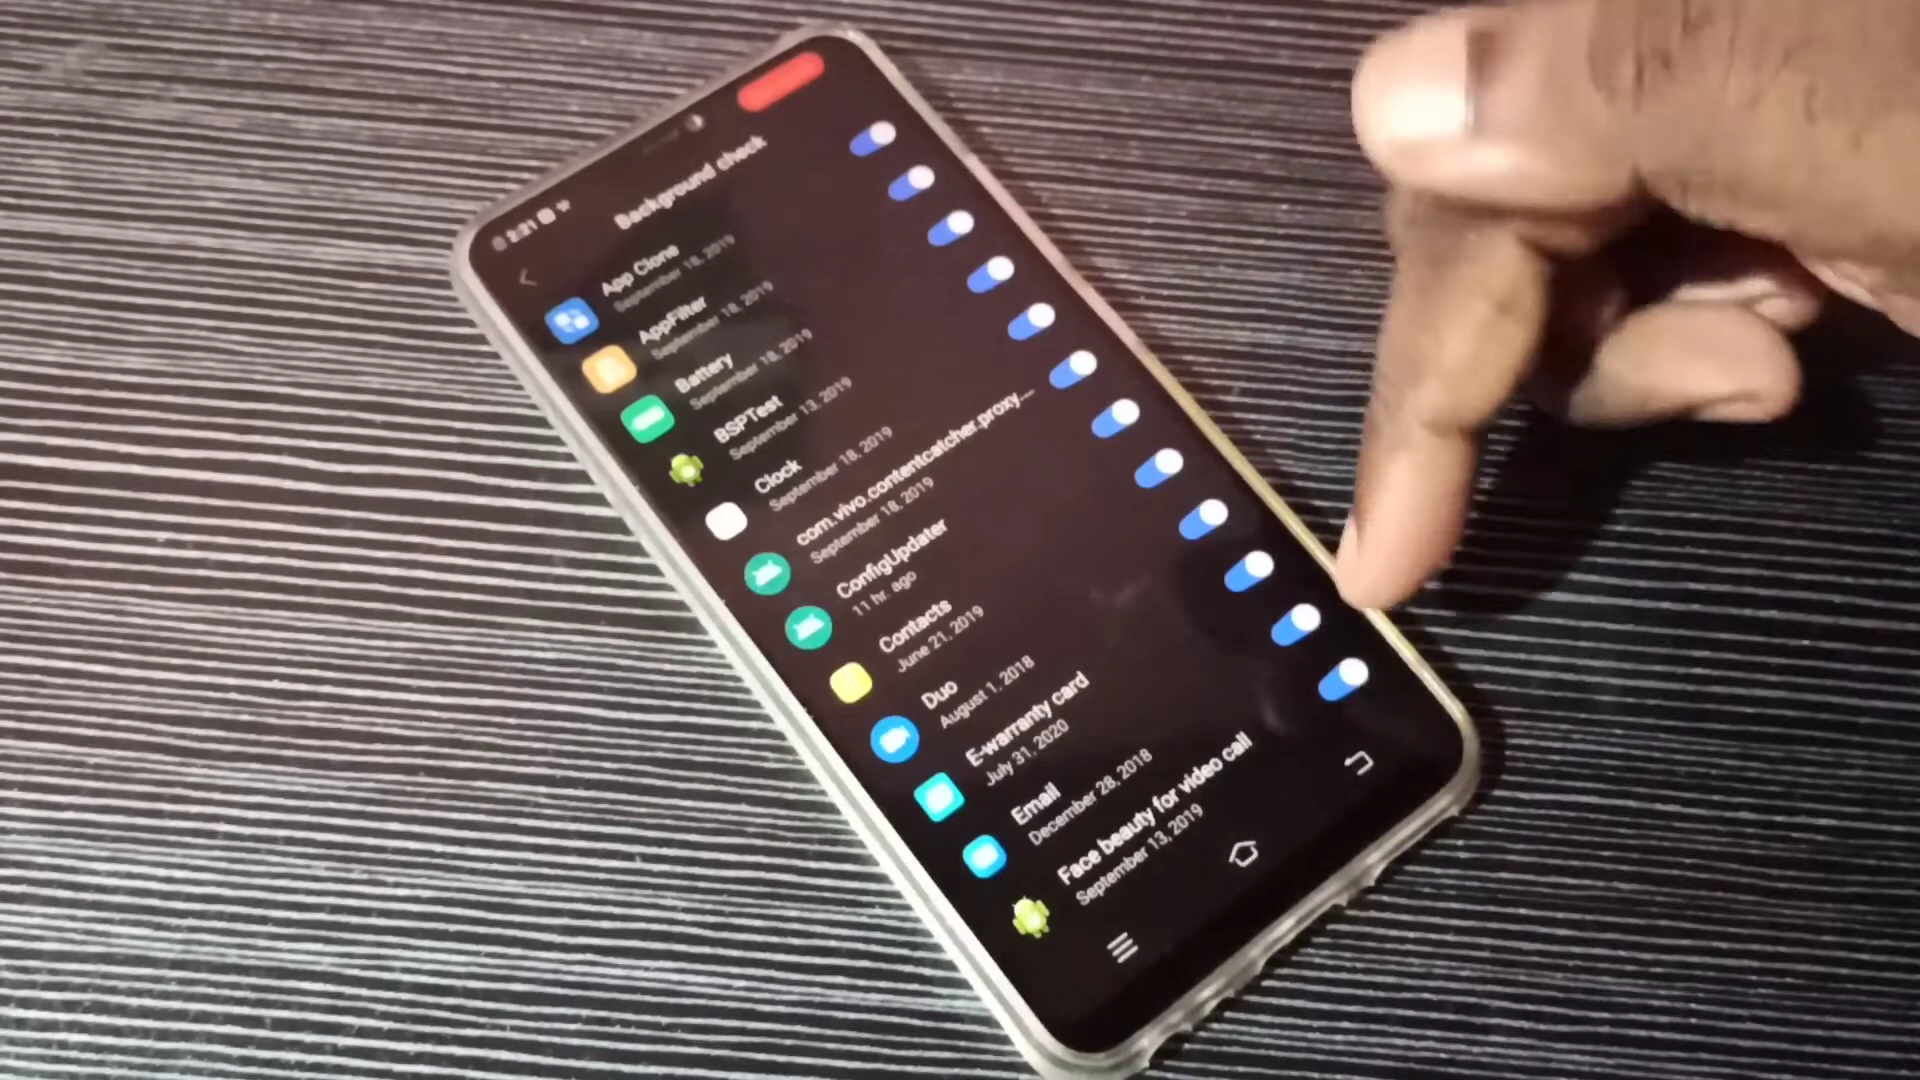 2:21
Background check
App Clone
September 18, 2019
AppFilter
September 18, 2019
Battery
September 18, 2019
BSPTest
September 13, 2019
Clock
September 18, 2019
com.vivo.contentcatcher.proxy...
September 18, 2019
ConfigUpdater
11 hr. ago
Contacts
June 21, 2019
Duo
August 1, 2018
E-warranty card
July 31, 2020
Email
December 28, 2018
Face beauty for video call
September 13, 2019